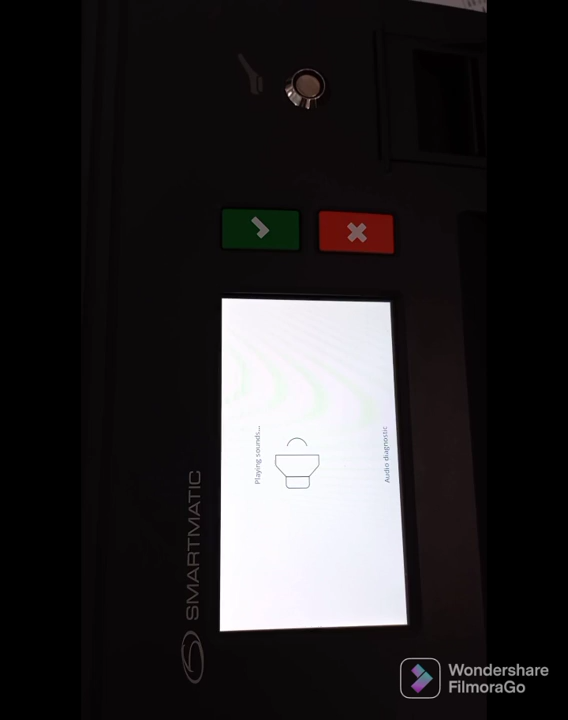 Audio diagnostic
Playing sounds...
SMARTMATIC
Wondershare
FilmoraGo